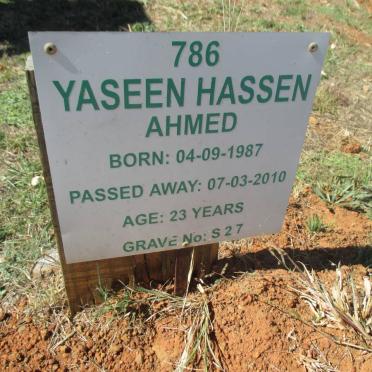 786
YASEEN HASSEN
AHMED
BORN: 04-09-1987
PASSED AWAY: 07-03-2010
AGE: 23 YEARS
GRAVE No: S 27